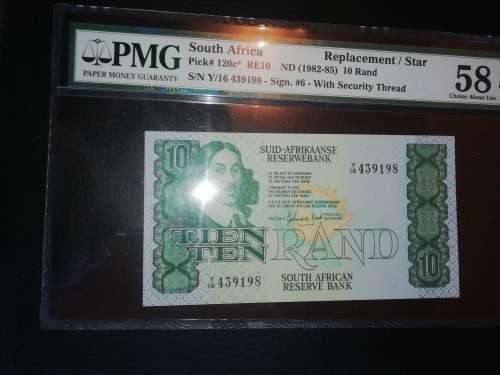 PMG
PAPER MONEY GUARANTY
South Africa
Replacement / Star
Pick# 120c* RE10 ND (1982-85) 10 Rand
S/N Y/16 439198 - Sign. #6 - With Security Thread
58
Choice About Unc
10
SUID-AFRIKAANSE
RESERWEBANK
Y/16 439198
TIEN
TEN
RAND
Y/16 439198
SOUTH AFRICAN
RESERVE BANK
10